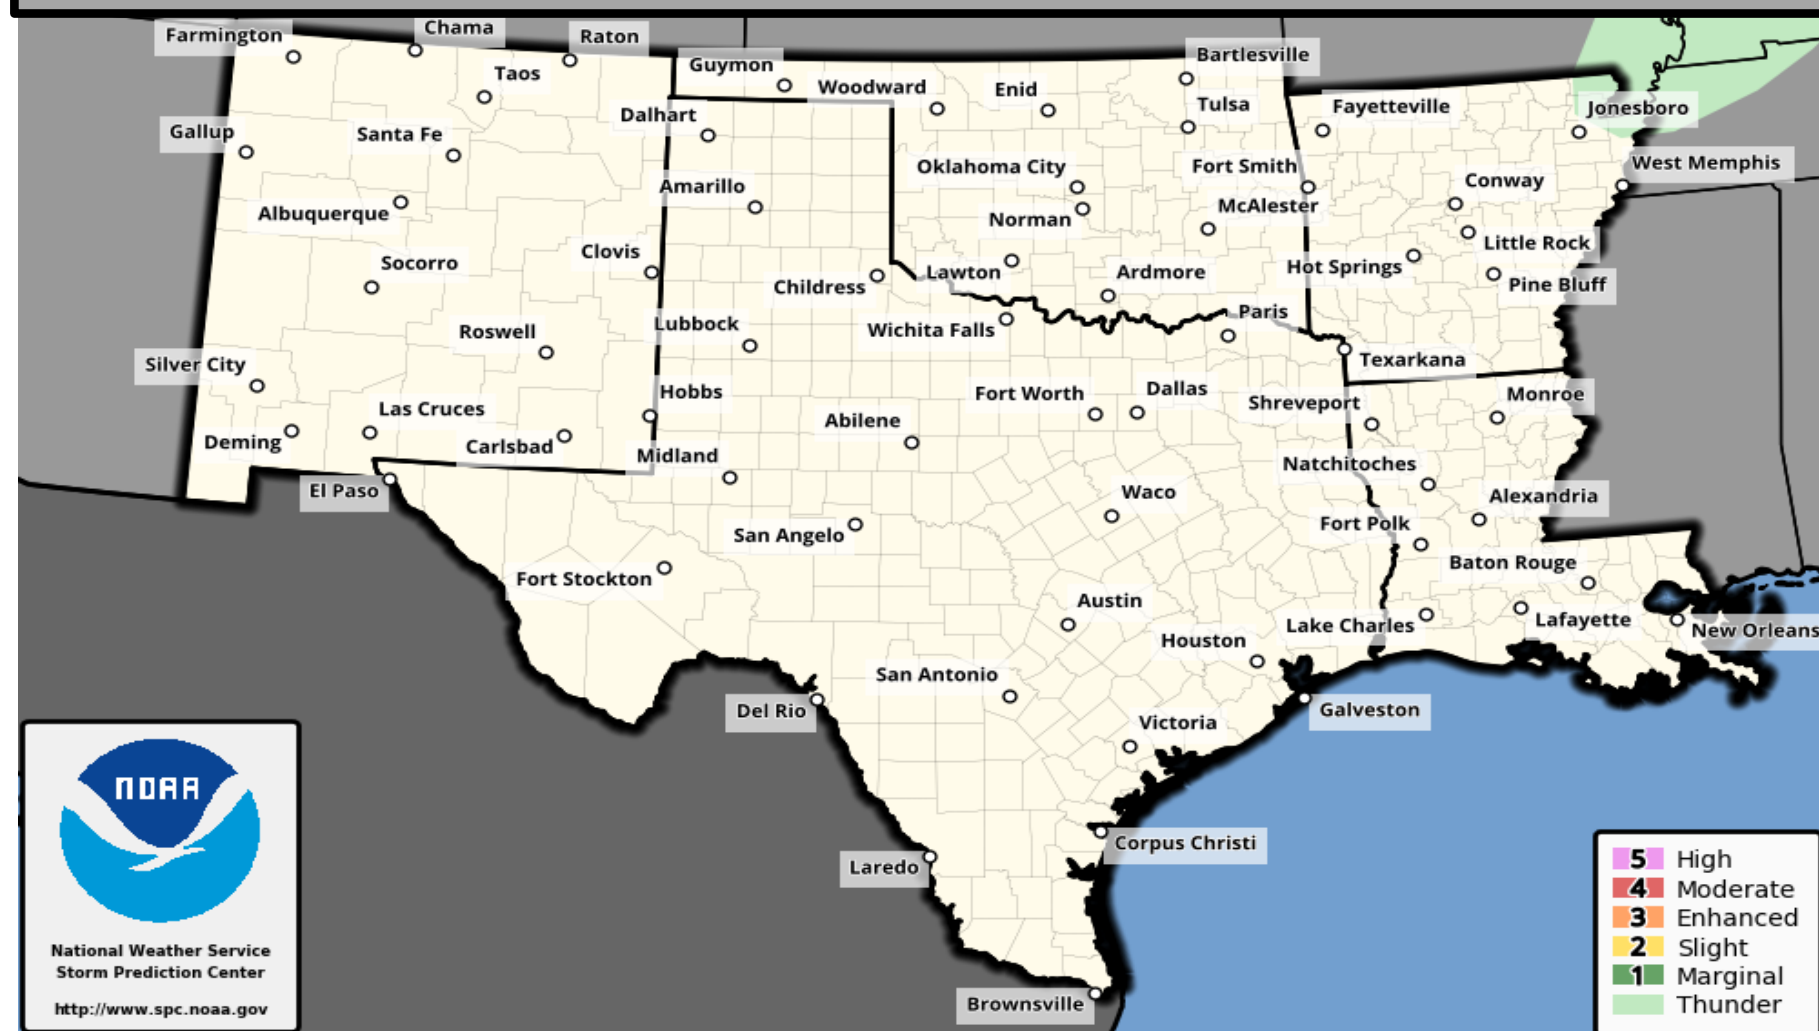 Farmington
Chama
Raton
Taos
Guymon
Woodward
Enid
Bartlesville
Tulsa
Fayetteville
Jonesboro
Gallup
Santa Fe
Dalhart
Oklahoma City
Fort Smith
Conway
West Memphis
Albuquerque
Amarillo
Norman
McAlester
Little Rock
Socorro
Clovis
Childress
Lawton
Ardmore
Hot Springs
Pine Bluff
Roswell
Lubbock
Wichita Falls
Paris
Texarkana
Silver City
Las Cruces
Hobbs
Abilene
Fort Worth
Dallas
Shreveport
Monroe
Deming
Carlsbad
Midland
Natchitoches
El Paso
San Angelo
Waco
Fort Polk
Alexandria
Fort Stockton
Austin
Baton Rouge
Houston
Lake Charles
Lafayette
New Orleans
San Antonio
Del Rio
Victoria
Galveston
Corpus Christi
Laredo
Brownsville
NOAA
National Weather Service
Storm Prediction Center
http://www.spc.noaa.gov
5 High
4 Moderate
3 Enhanced
2 Slight
1 Marginal
Thunder